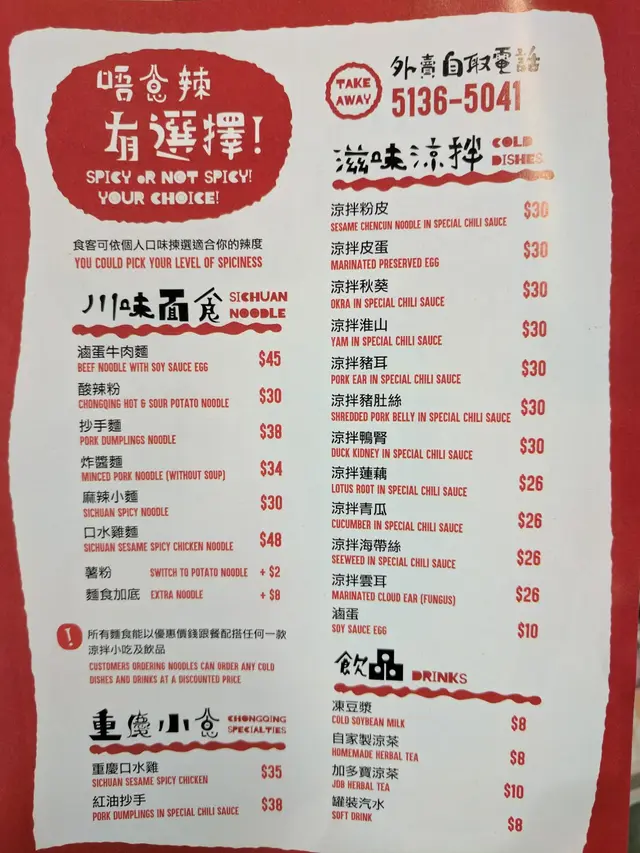 唔食辣
有選擇!
SPICY OR NOT SPICY!
YOUR CHOICE!
食客可依個人口味揀選適合你的辣度
YOU COULD PICK YOUR LEVEL OF SPICINESS
川味面食 SICHUAN NOODLE
滷蛋牛肉麵
BEEF NOODLE WITH SOY SAUCE EGG $45
酸辣粉
CHONGQING HOT & SOUR POTATO NOODLE $30
抄手麵
PORK DUMPLINGS NOODLE $38
炸醬麵
MINCED PORK NOODLE (WITHOUT SOUP) $34
麻辣小麵
SICHUAN SPICY NOODLE $30
口水雞麵
SICHUAN SESAME SPICY CHICKEN NOODLE $48
薯粉 SWITCH TO POTATO NOODLE + $2
麵食加底 EXTRA NOODLE + $8
! 所有麵食能以優惠價錢跟餐配搭任何一款
涼拌小吃及飲品
CUSTOMERS ORDERING NOODLES CAN ORDER ANY COLD
DISHES AND DRINKS AT A DISCOUNTED PRICE
重慶小食 CHONGQING SPECIALTIES
重慶口水雞
SICHUAN SESAME SPICY CHICKEN $35
紅油抄手
PORK DUMPLINGS IN SPECIAL CHILI SAUCE $38
TAKE AWAY
外賣自取電話
5136-5041
滋味涼拌 COLD DISHES
涼拌粉皮
SESAME CHENCUN NOODLE IN SPECIAL CHILI SAUCE $30
涼拌皮蛋
MARINATED PRESERVED EGG $30
涼拌秋葵
OKRA IN SPECIAL CHILI SAUCE $30
涼拌淮山
YAM IN SPECIAL CHILI SAUCE $30
涼拌豬耳
PORK EAR IN SPECIAL CHILI SAUCE $30
涼拌豬肚絲
SHREDDED PORK BELLY IN SPECIAL CHILI SAUCE $30
涼拌鴨腎
DUCK KIDNEY IN SPECIAL CHILI SAUCE $30
涼拌蓮藕
LOTUS ROOT IN SPECIAL CHILI SAUCE $26
涼拌青瓜
CUCUMBER IN SPECIAL CHILI SAUCE $26
涼拌海帶絲
SEEWEED IN SPECIAL CHILI SAUCE $26
涼拌雲耳
MARINATED CLOUD EAR (FUNGUS) $26
滷蛋
SOY SAUCE EGG $10
飲品 DRINKS
凍豆漿
COLD SOYBEAN MILK $8
自家製涼茶
HOMEMADE HERBAL TEA $8
加多寶涼茶
JDB HERBAL TEA $10
罐裝汽水
SOFT DRINK $8